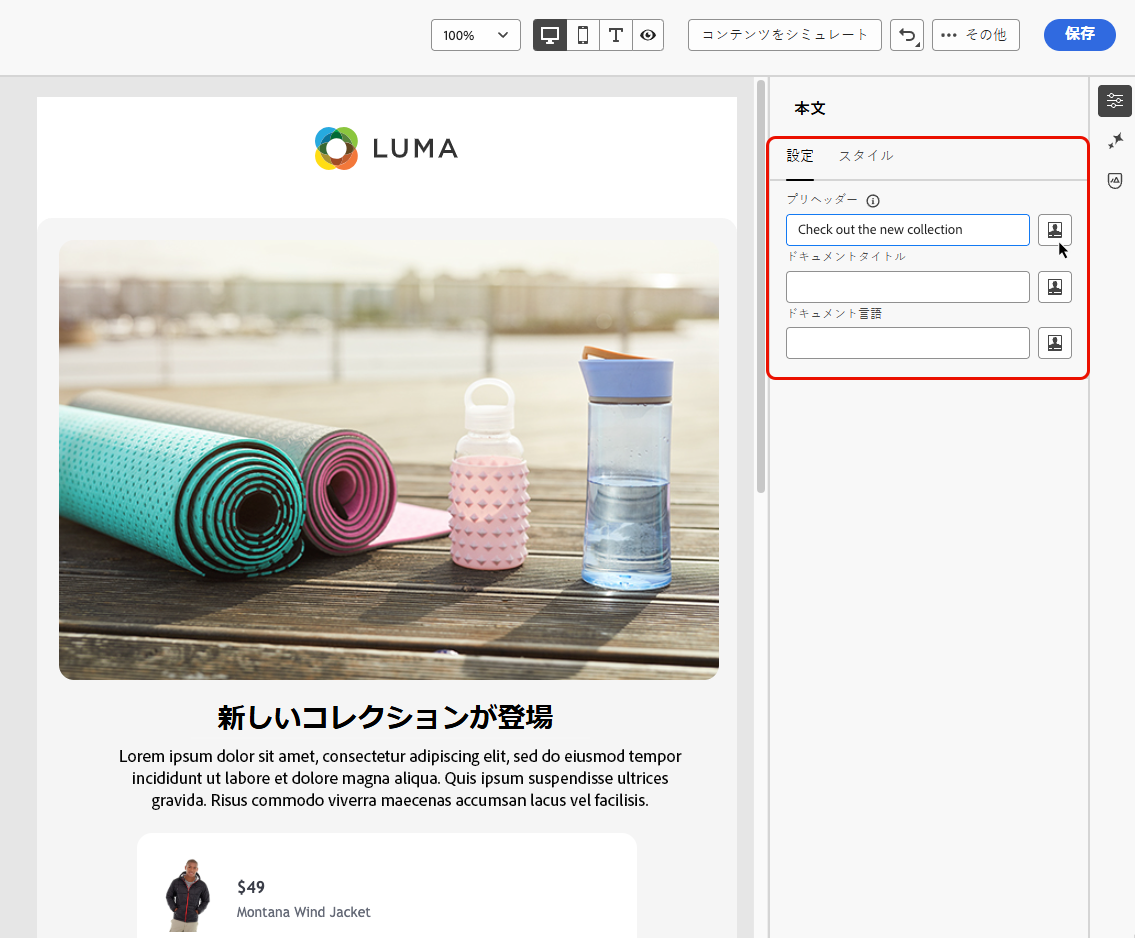 100%
コンテンツをシミュレート
その他
保存
LUMA
新しいコレクションが登場
Lorem ipsum dolor sit amet, consectetur adipiscing elit, sed do eiusmod tempor
incididunt ut labore et dolore magna aliqua. Quis ipsum suspendisse ultrices
gravida. Risus commodo viverra maecenas accumsan lacus vel facilisis.
$49
Montana Wind Jacket
本文
設定 スタイル
プリヘッダー
Check out the new collection
ドキュメントタイトル
ドキュメント言語